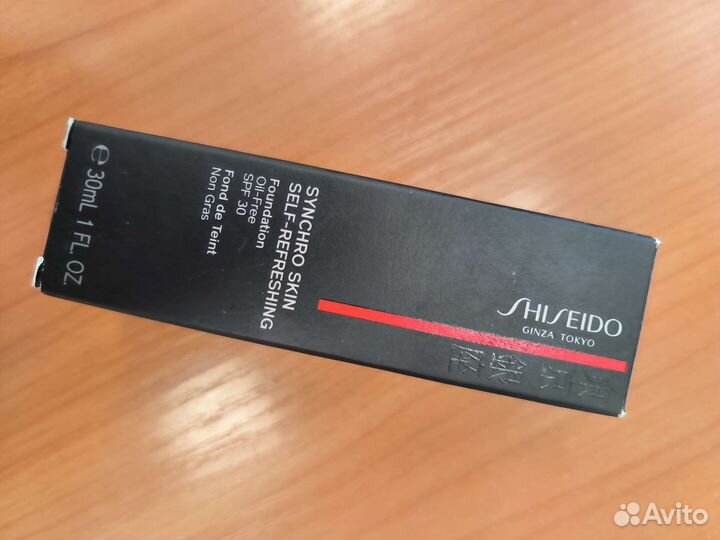 SHISEIDO
GINZA TOKYO
東京
銀
座
SYNCHRO SKIN
SELF-REFRESHING
Foundation
Oil-Free
SPF 30
Fond de Teint
Non Gras
e 30mL 1 FL. OZ.
Avito